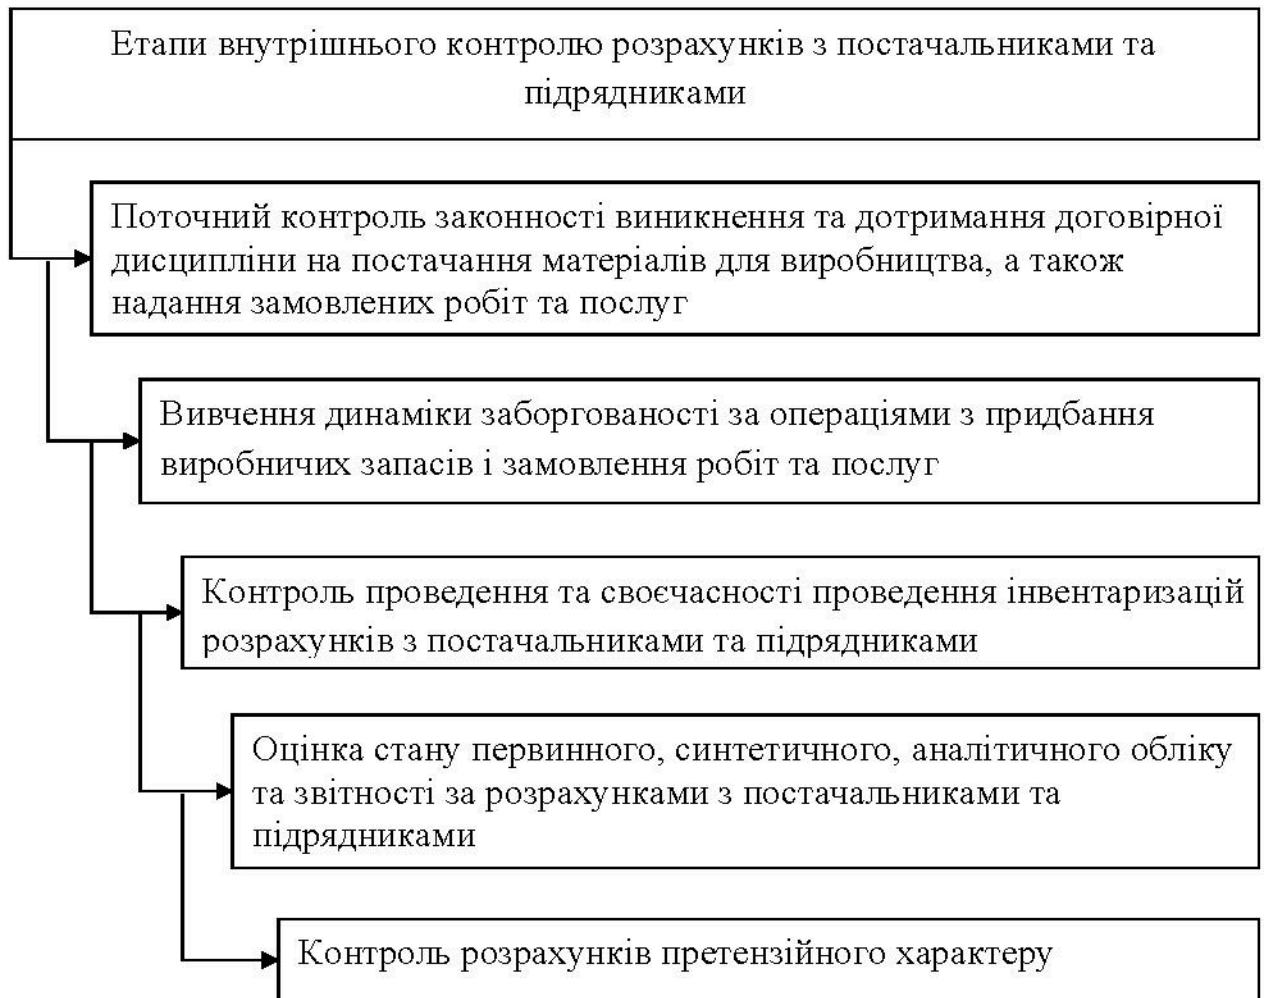 Етапи внутрішнього контролю розрахунків з постачальниками та
підрядниками
Поточний контроль законності виникнення та дотримання договірної
дисципліни на постачання матеріалів для виробництва, а також
надання замовлених робіт та послуг
Вивчення динаміки заборгованості за операціями з придбання
виробничих запасів і замовлення робіт та послуг
Контроль проведення та своєчасності проведення інвентаризацій
розрахунків з постачальниками та підрядниками
Оцінка стану первинного, синтетичного, аналітичного обліку
та звітності за розрахунками з постачальниками та
підрядниками
Контроль розрахунків претензійного характеру